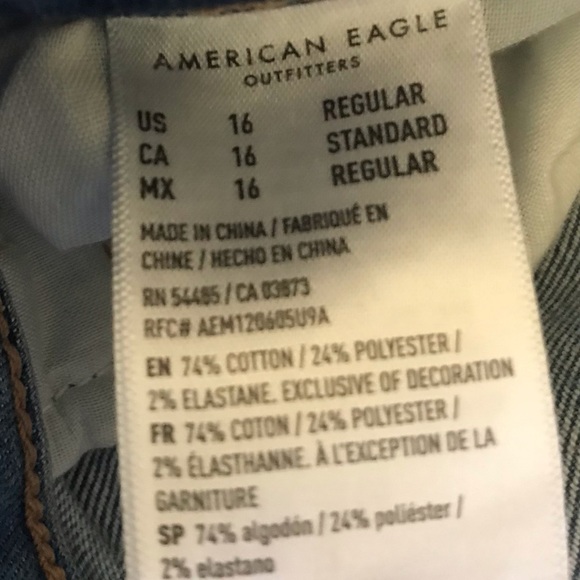 AMERICAN EAGLE
OUTFITTERS
US 16 REGULAR
CA 16 STANDARD
MX 16 REGULAR
MADE IN CHINA / FABRIQUÉ EN
CHINE / HECHO EN CHINA
RN 54485 / CA 03873
RFC# AEM120605U9A
EN 74% COTTON / 24% POLYESTER /
2% ELASTANE. EXCLUSIVE OF DECORATION
FR 74% COTON / 24% POLYESTER /
2% ÉLASTHANNE. À L'EXCEPTION DE LA
GARNITURE
SP 74% algodón / 24% poliéster /
2% elastano